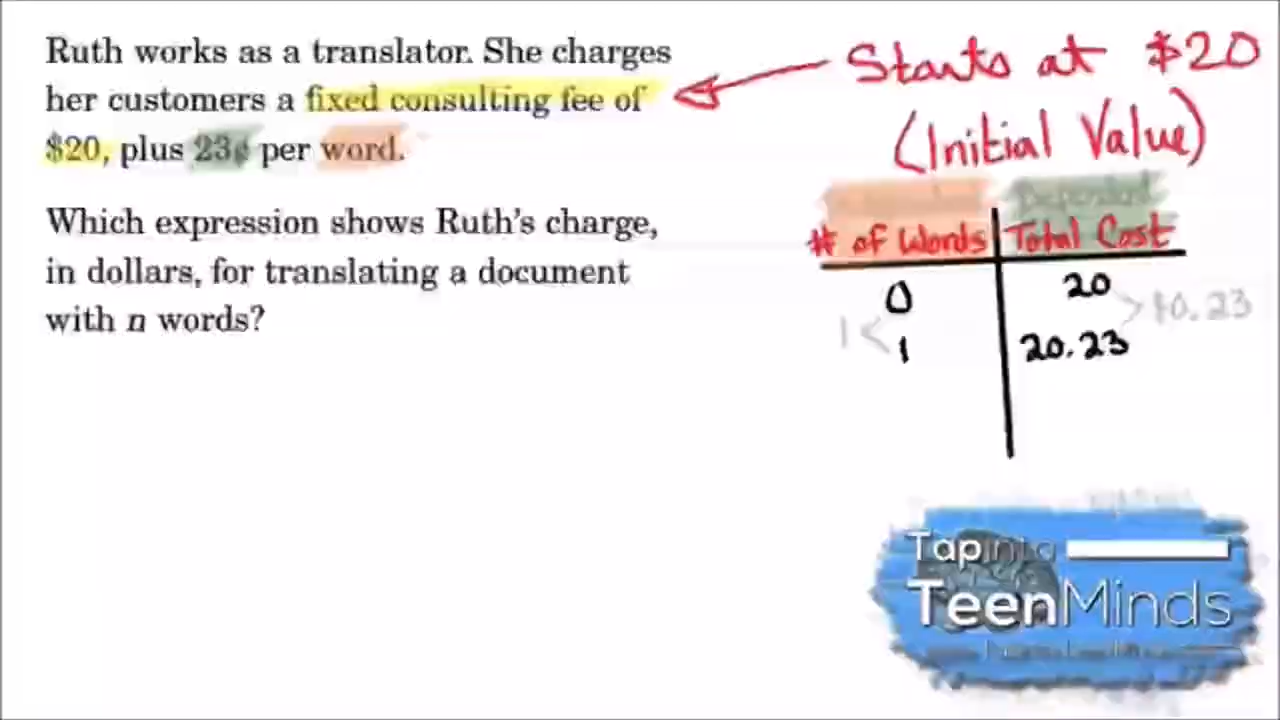 Ruth works as a translator. She charges
her customers a fixed consulting fee of
$20, plus 23¢ per word.
Which expression shows Ruth's charge,
in dollars, for translating a document
with n words?
Starts at $20
(Initial Value)
Dependent
# of Words Total Cost
0 20
1 < > $0.23
1 20.23
Tap into
TeenMinds